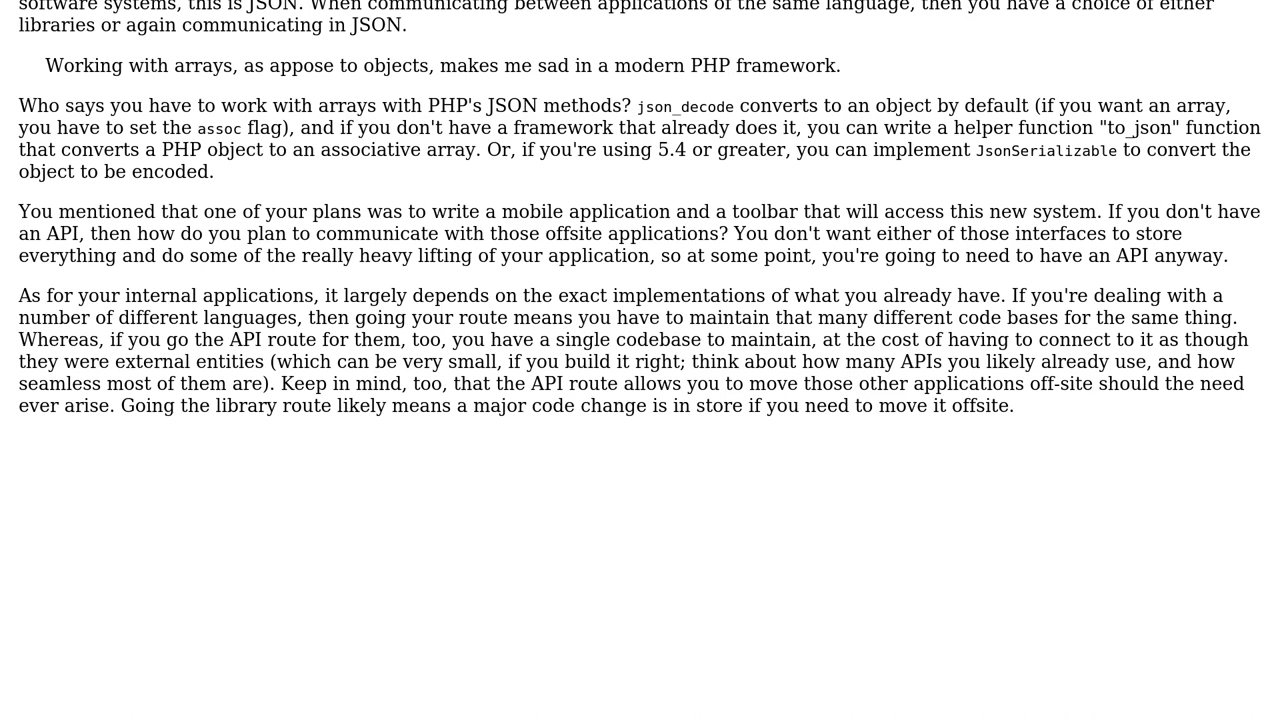 software systems, this is JSON. When communicating between applications of the same language, then you have a choice of either
libraries or again communicating in JSON.
Working with arrays, as appose to objects, makes me sad in a modern PHP framework.
Who says you have to work with arrays with PHP's JSON methods? json_decode converts to an object by default (if you want an array,
you have to set the assoc flag), and if you don't have a framework that already does it, you can write a helper function "to_json" function
that converts a PHP object to an associative array. Or, if you're using 5.4 or greater, you can implement JsonSerializable to convert the
object to be encoded.
You mentioned that one of your plans was to write a mobile application and a toolbar that will access this new system. If you don't have
an API, then how do you plan to communicate with those offsite applications? You don't want either of those interfaces to store
everything and do some of the really heavy lifting of your application, so at some point, you're going to need to have an API anyway.
As for your internal applications, it largely depends on the exact implementations of what you already have. If you're dealing with a
number of different languages, then going your route means you have to maintain that many different code bases for the same thing.
Whereas, if you go the API route for them, too, you have a single codebase to maintain, at the cost of having to connect to it as though
they were external entities (which can be very small, if you build it right; think about how many APIs you likely already use, and how
seamless most of them are). Keep in mind, too, that the API route allows you to move those other applications off-site should the need
ever arise. Going the library route likely means a major code change is in store if you need to move it offsite.